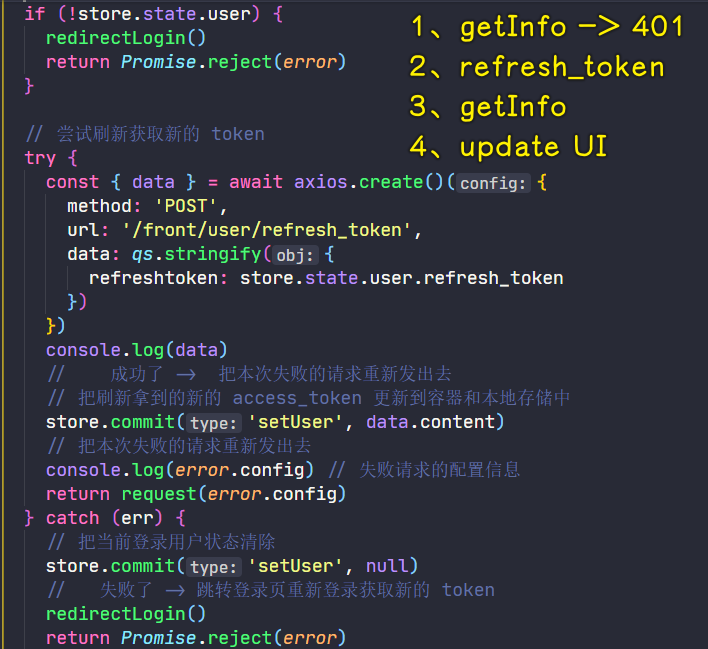 if (!store.state.user) {
1、getInfo -> 401
redirectLogin()
return Promise.reject(error)
2、refresh_token
}
3、getInfo
// 尝试刷新获取新的 token
4、update UI
try {
const { data } = await axios.create()(config: {
method: 'POST',
url: '/front/user/refresh_token',
data: qs.stringify(obj: {
refreshtoken: store.state.user.refresh_token
})
})
console.log(data)
// 成功了 -> 把本次失败的请求重新发出去
// 把刷新拿到的新的 access_token 更新到容器和本地存储中
store.commit(type: 'setUser', data.content)
// 把本次失败的请求重新发出去
console.log(error.config) // 失败请求的配置信息
return request(error.config)
} catch (err) {
// 把当前登录用户状态清除
store.commit(type: 'setUser', null)
// 失败了 -> 跳转登录页重新登录获取新的 token
redirectLogin()
return Promise.reject(error)